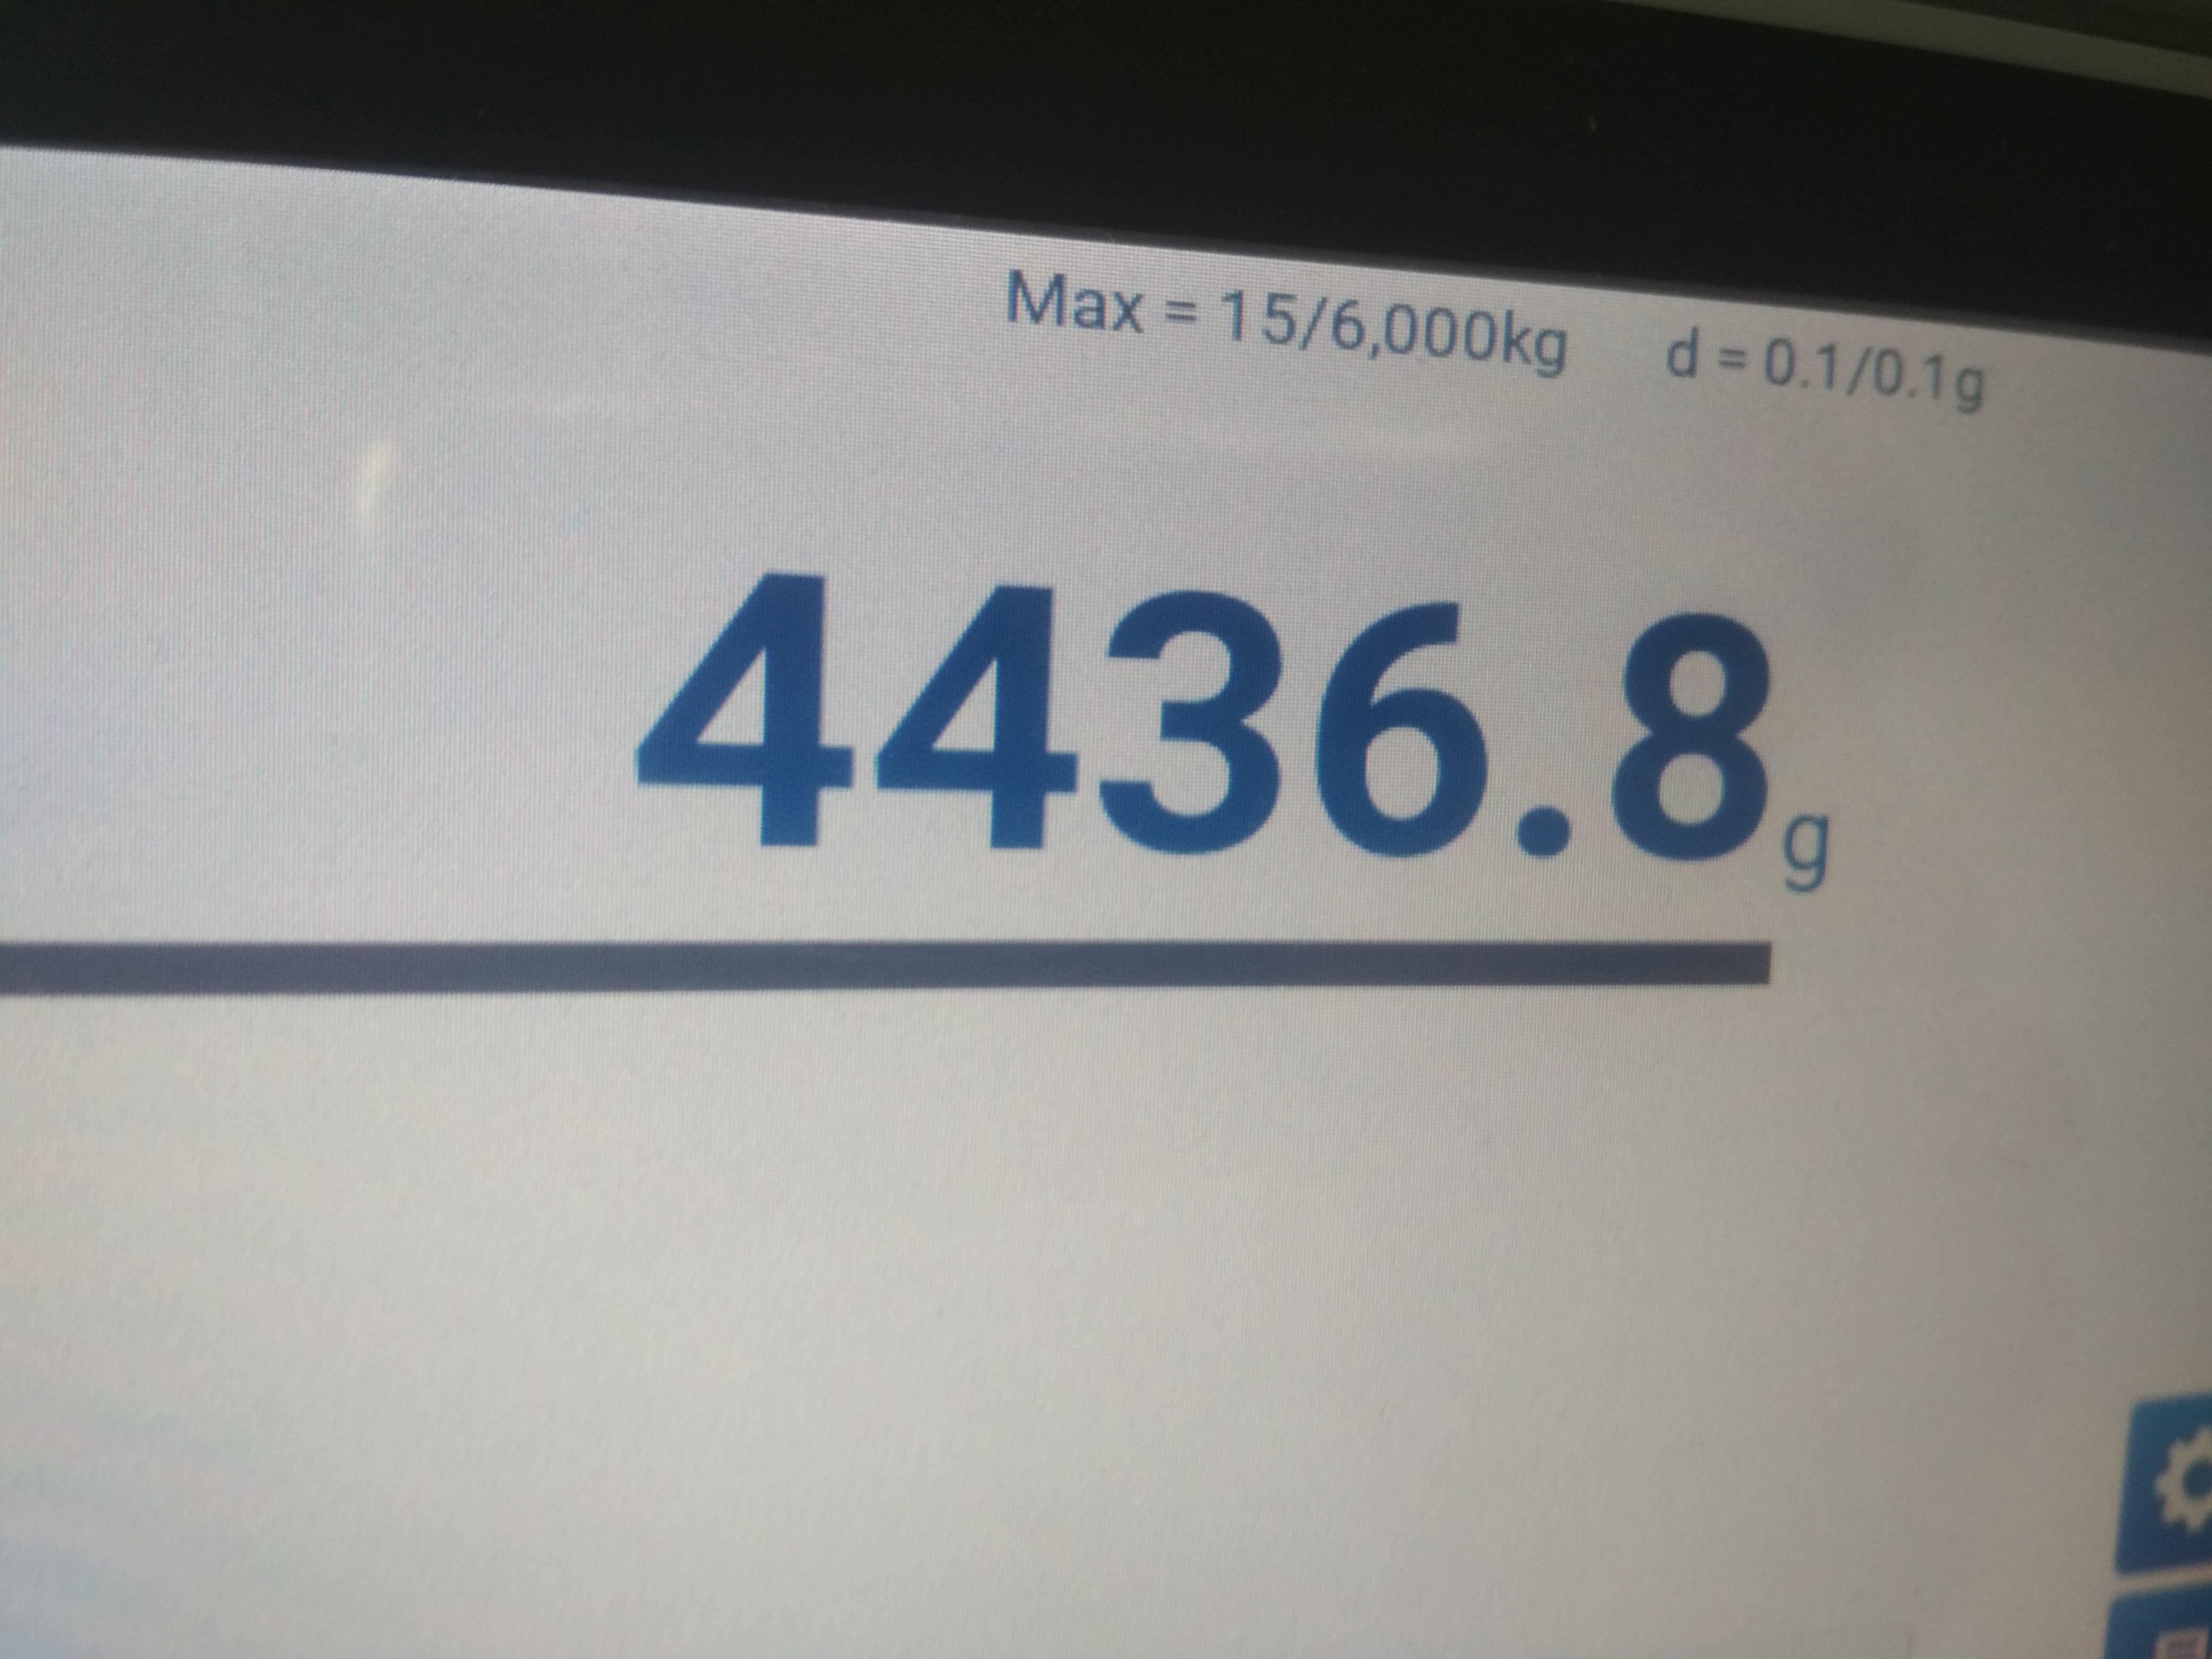 Max = 15/6,000kg d = 0.1/0.1g
4436.8g